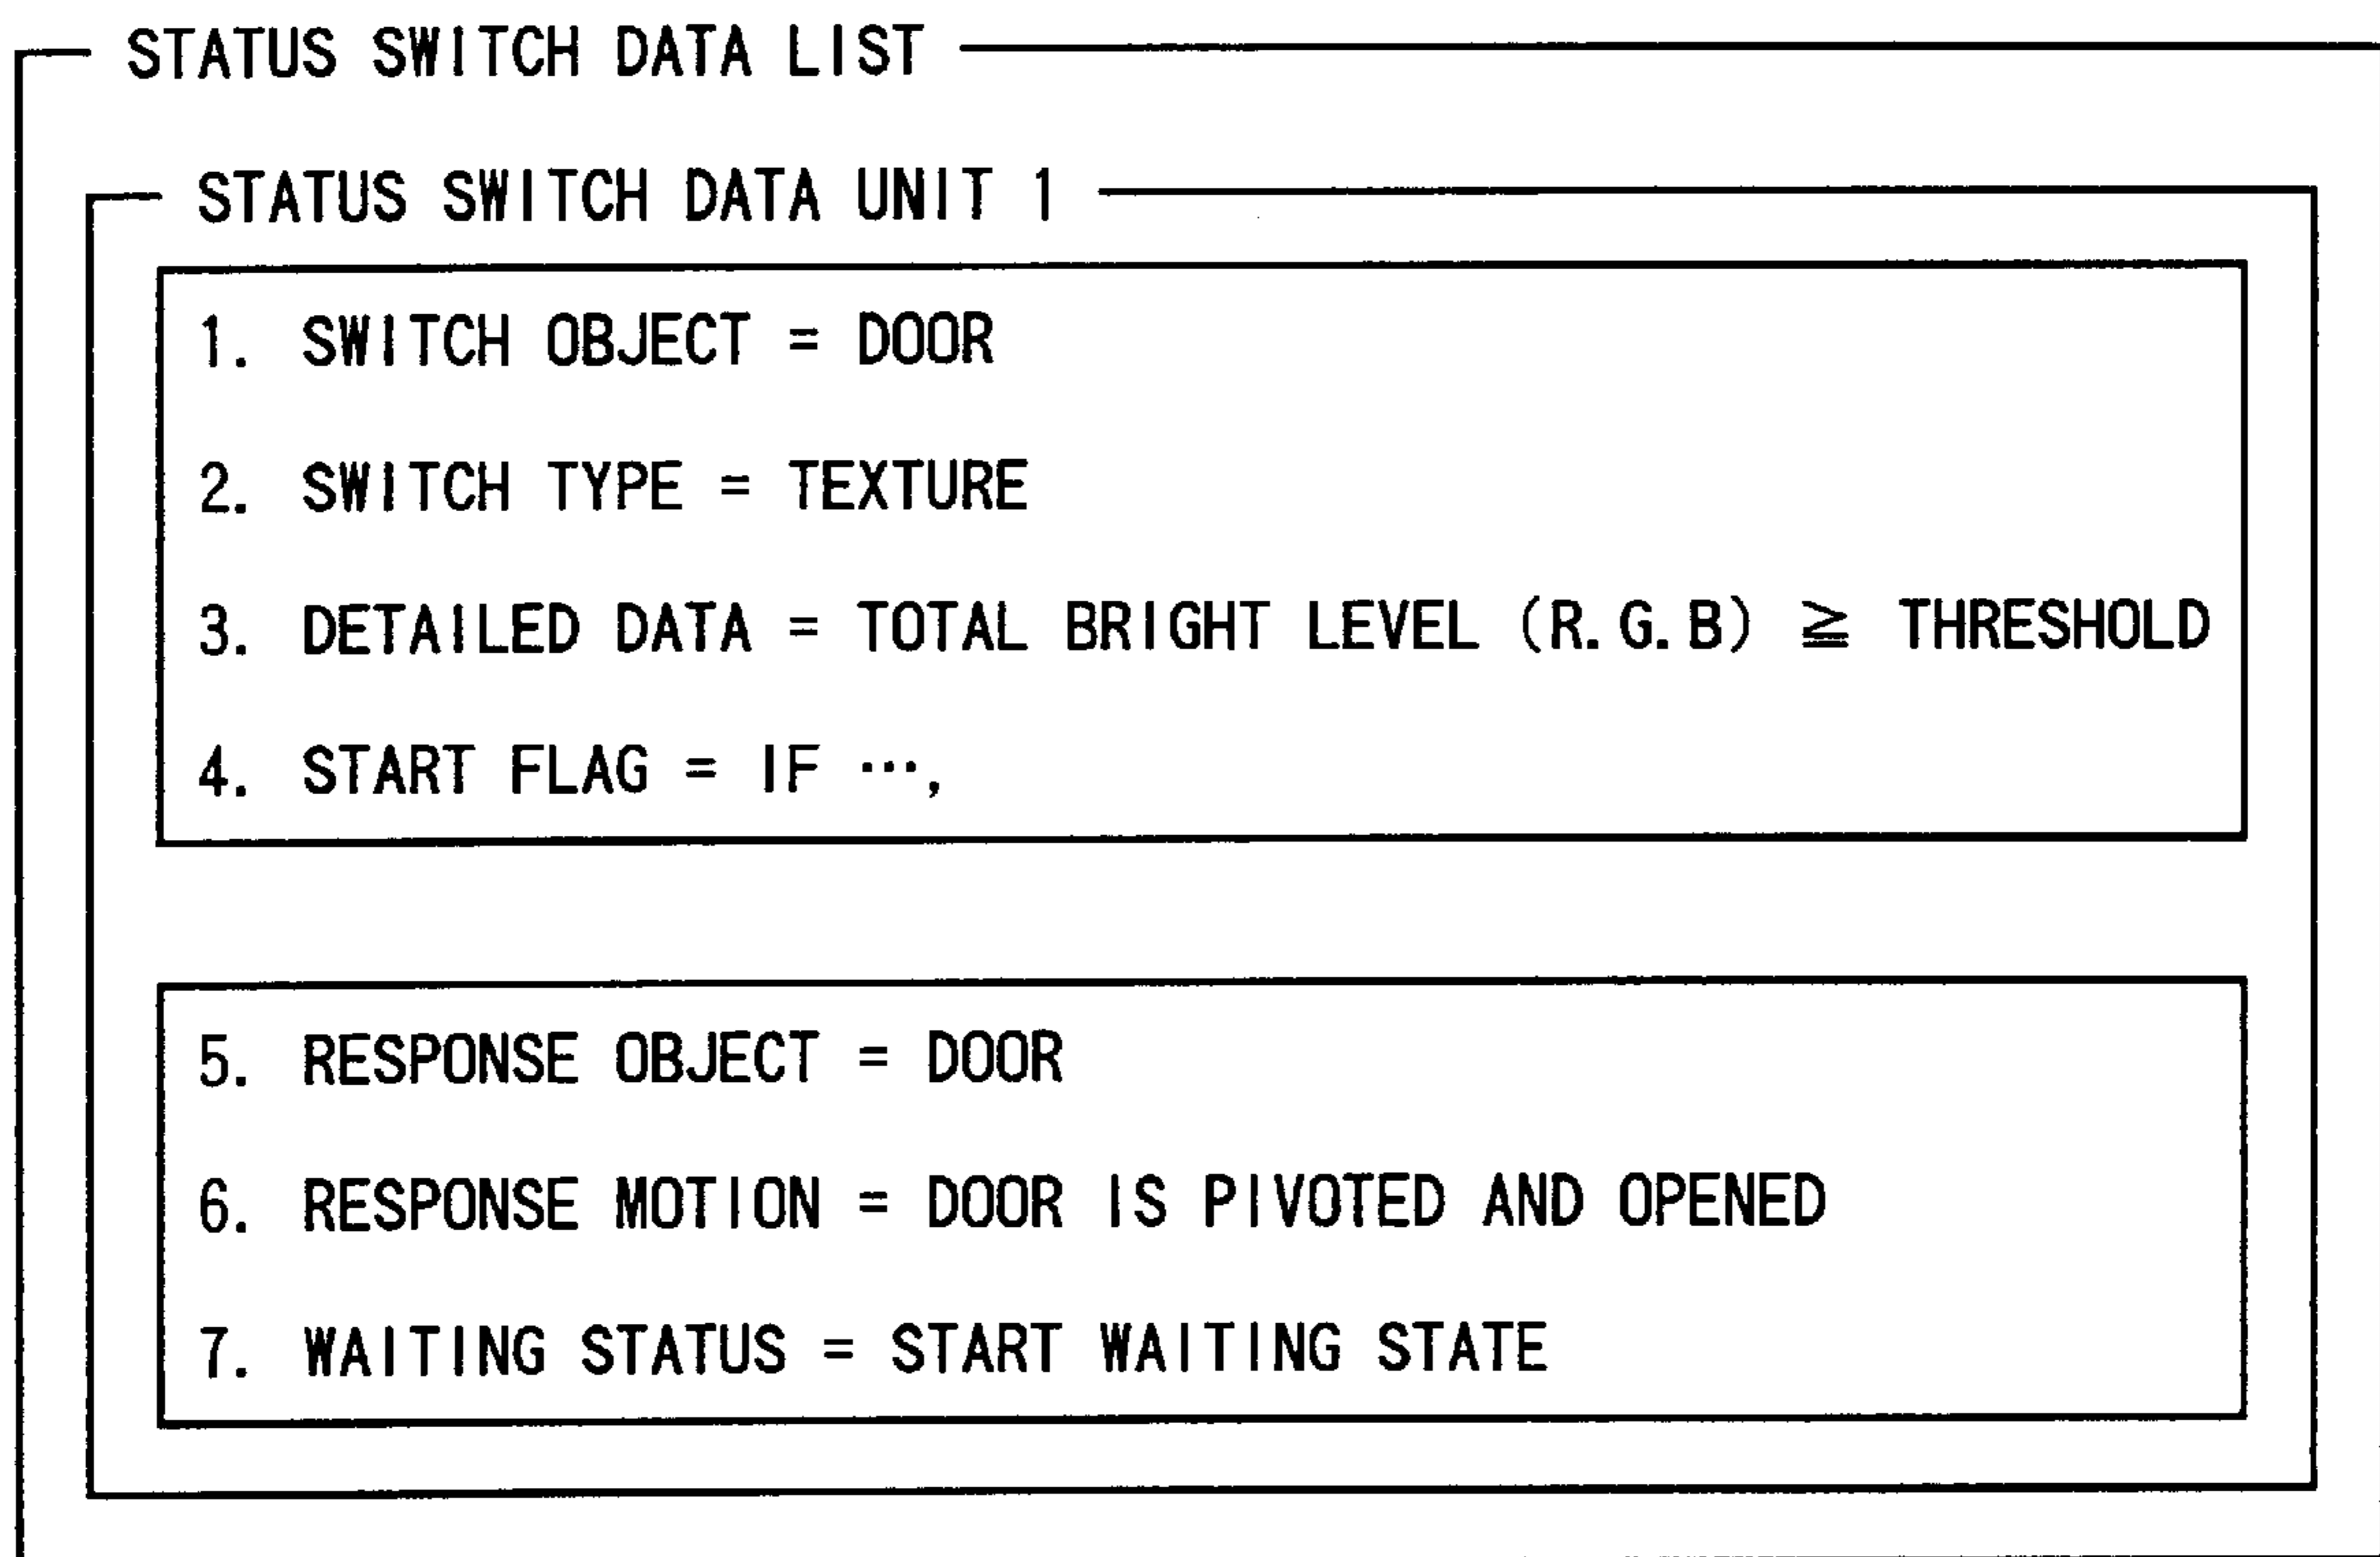 STATUS SWITCH DATA LIST
STATUS SWITCH DATA UNIT 1
1. SWITCH OBJECT = DOOR
2. SWITCH TYPE = TEXTURE
3. DETAILED DATA = TOTAL BRIGHT LEVEL (R.G.B) ≧ THRESHOLD
4. START FLAG = IF …,
5. RESPONSE OBJECT = DOOR
6. RESPONSE MOTION = DOOR IS PIVOTED AND OPENED
7. WAITING STATUS = START WAITING STATE